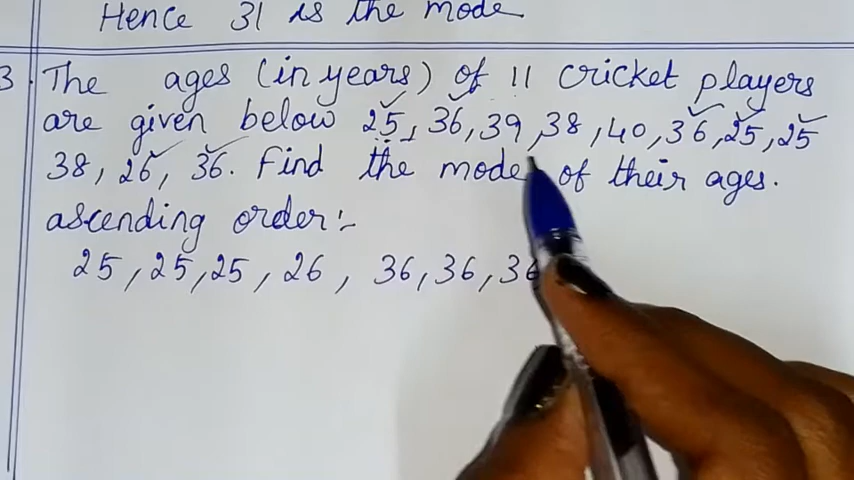 Hence 31 is the mode
3. The ages (in years) of 11 cricket players
are given below 25, 36, 39, 38, 40, 36, 25, 25
38, 26, 36. Find the mode of their ages.
ascending order:-
25, 25, 25, 26, 36, 36, 36